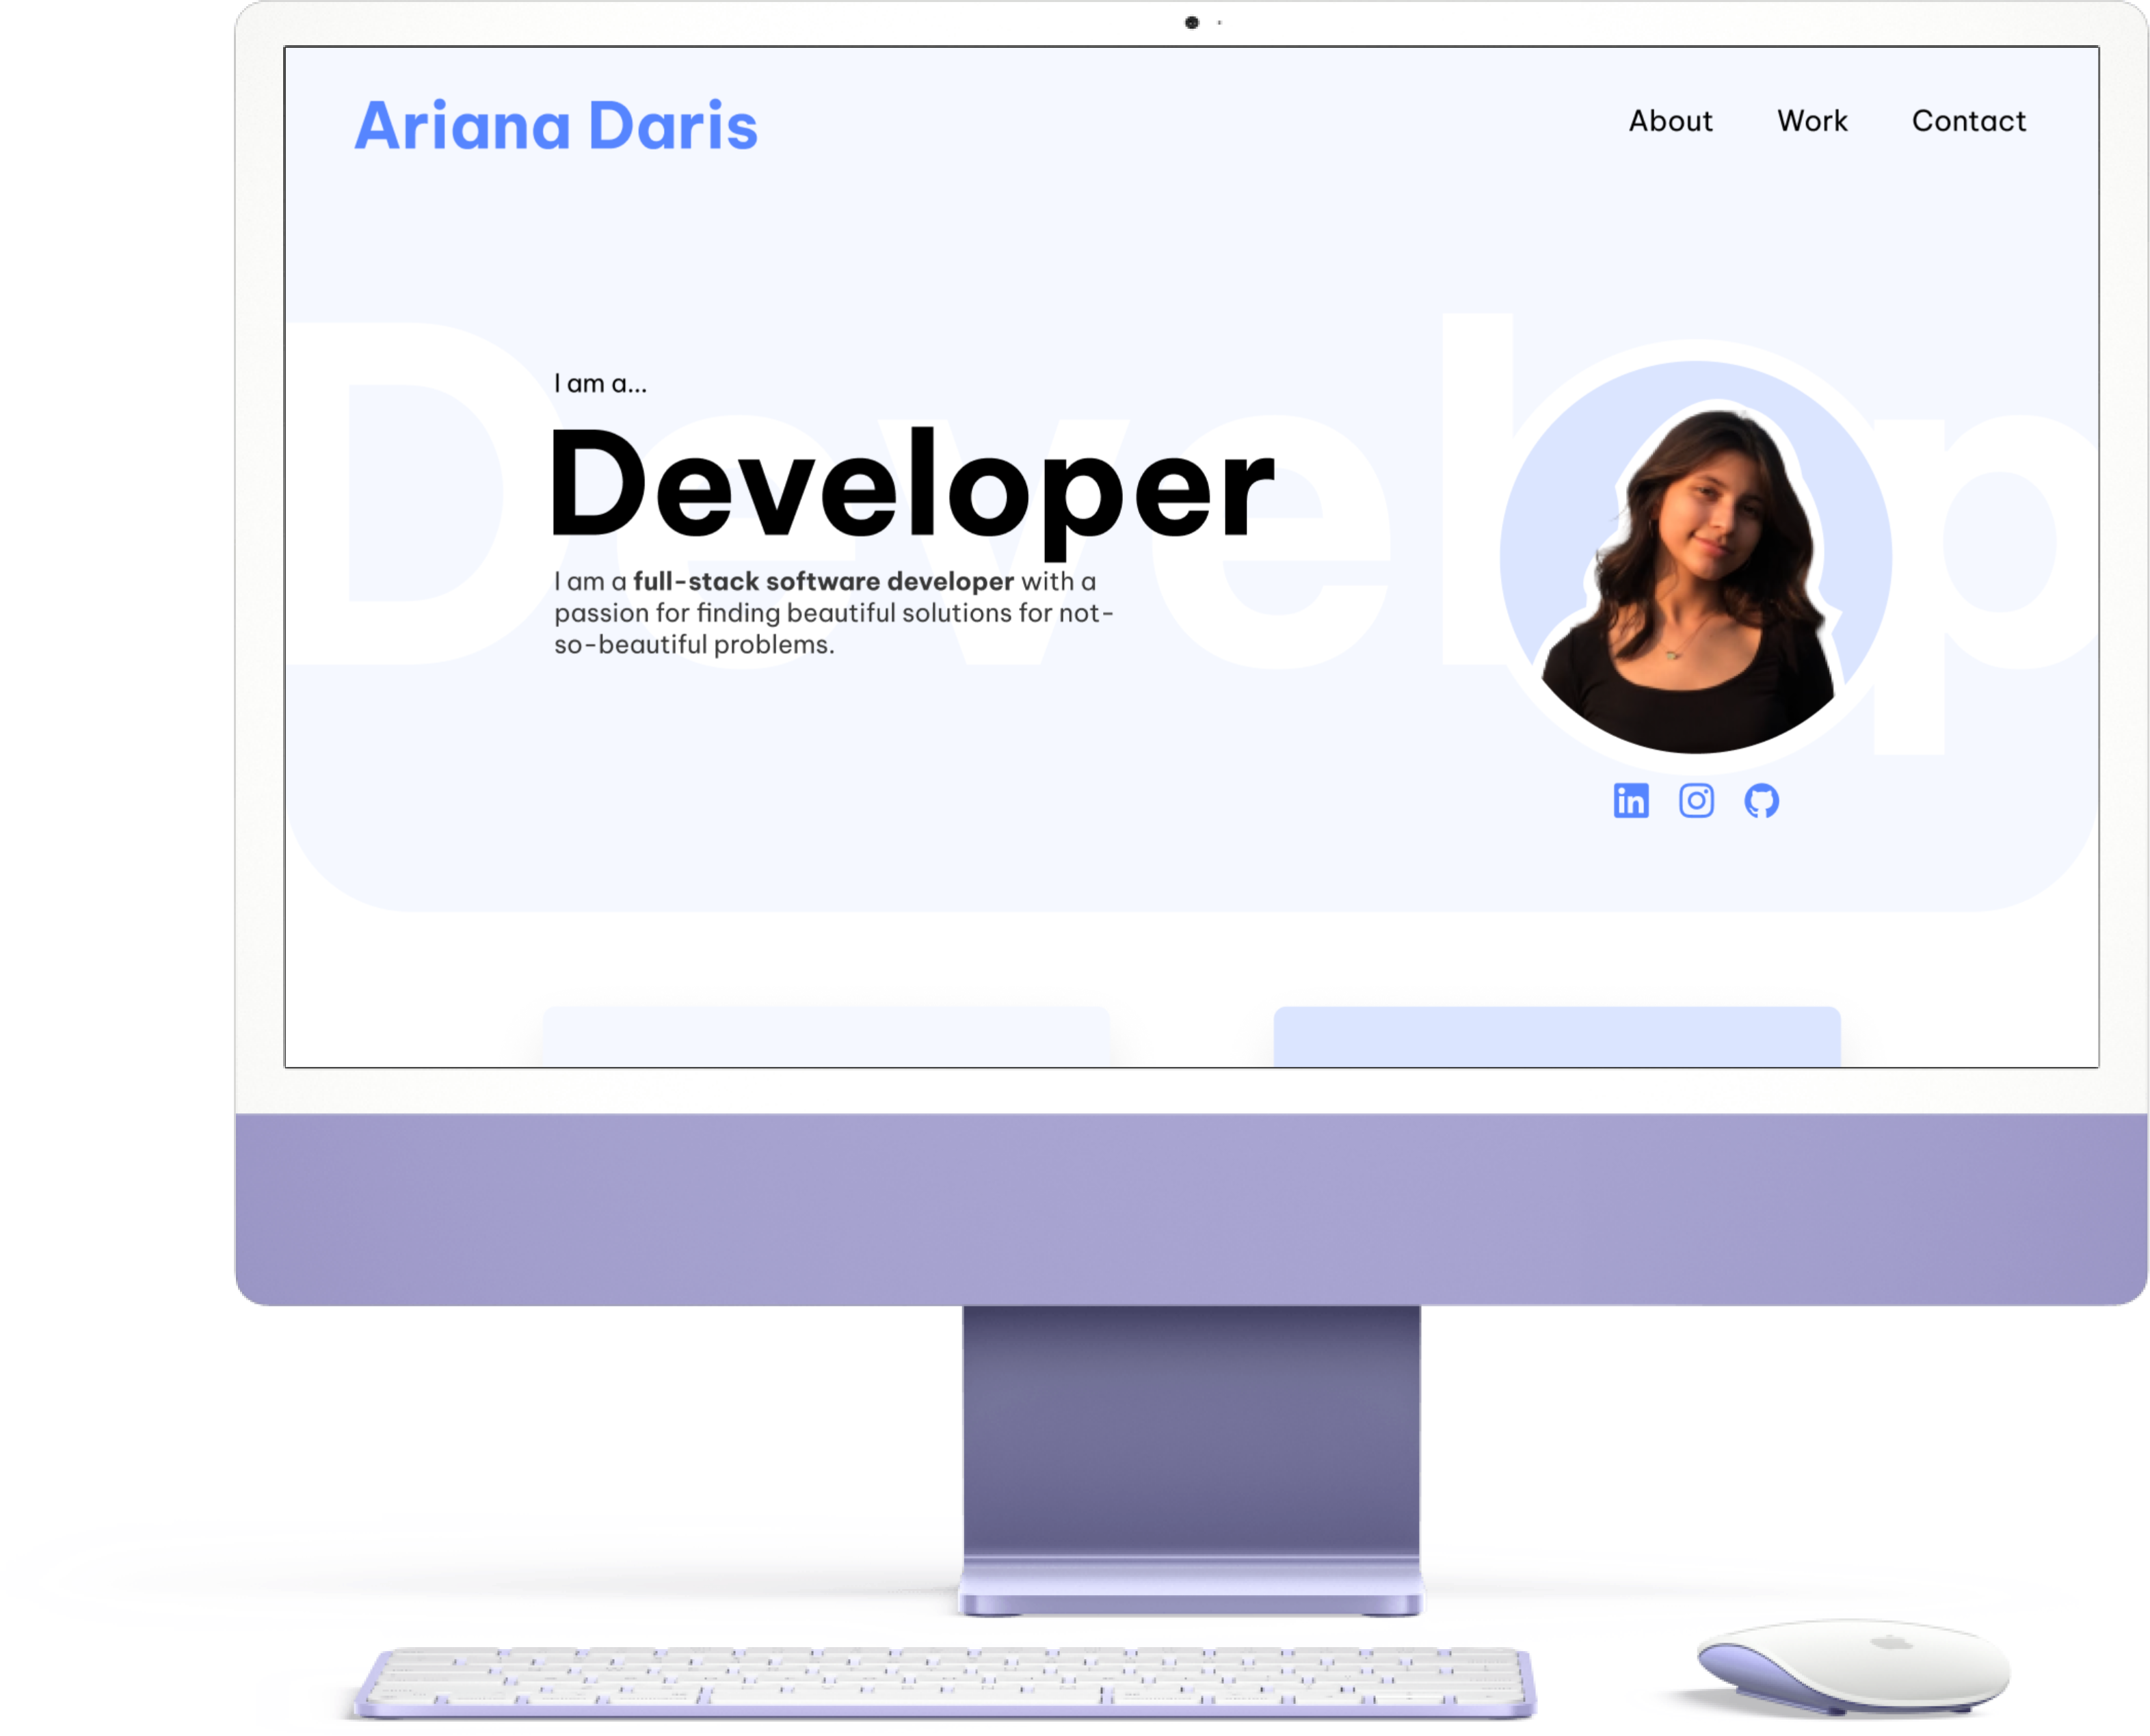 Ariana Daris
About Work Contact
I am a...
Developer
I am a full-stack software developer with a
passion for finding beautiful solutions for not-
so-beautiful problems.
Develop
in